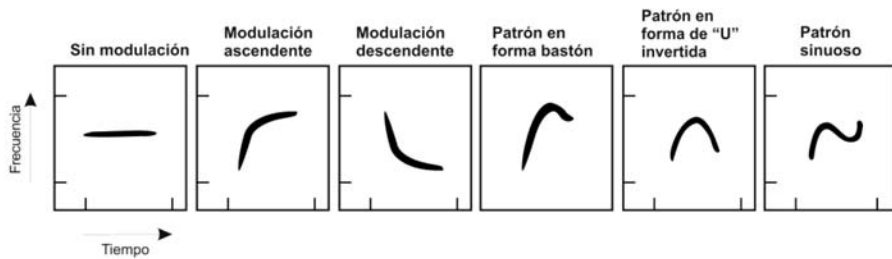 Sin modulación
Modulación
ascendente
Modulación
descendente
Patrón en
forma bastón
Patrón en
forma de “U”
invertida
Patrón
sinuoso
Frecuencia
Tiempo